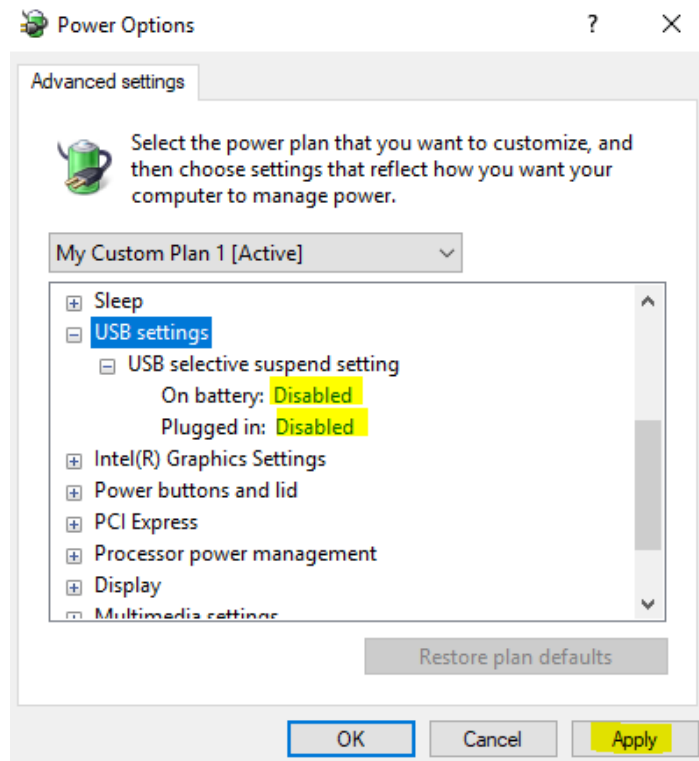 Power Options
?
Advanced settings
Select the power plan that you want to customize, and
then choose settings that reflect how you want your
computer to manage power.
My Custom Plan 1 [Active]
Sleep
USB settings
USB selective suspend setting
On battery: Disabled
Plugged in: Disabled
Intel(R) Graphics Settings
Power buttons and lid
PCI Express
Processor power management
Display
Multimedia settings
Restore plan defaults
OK
Cancel
Apply